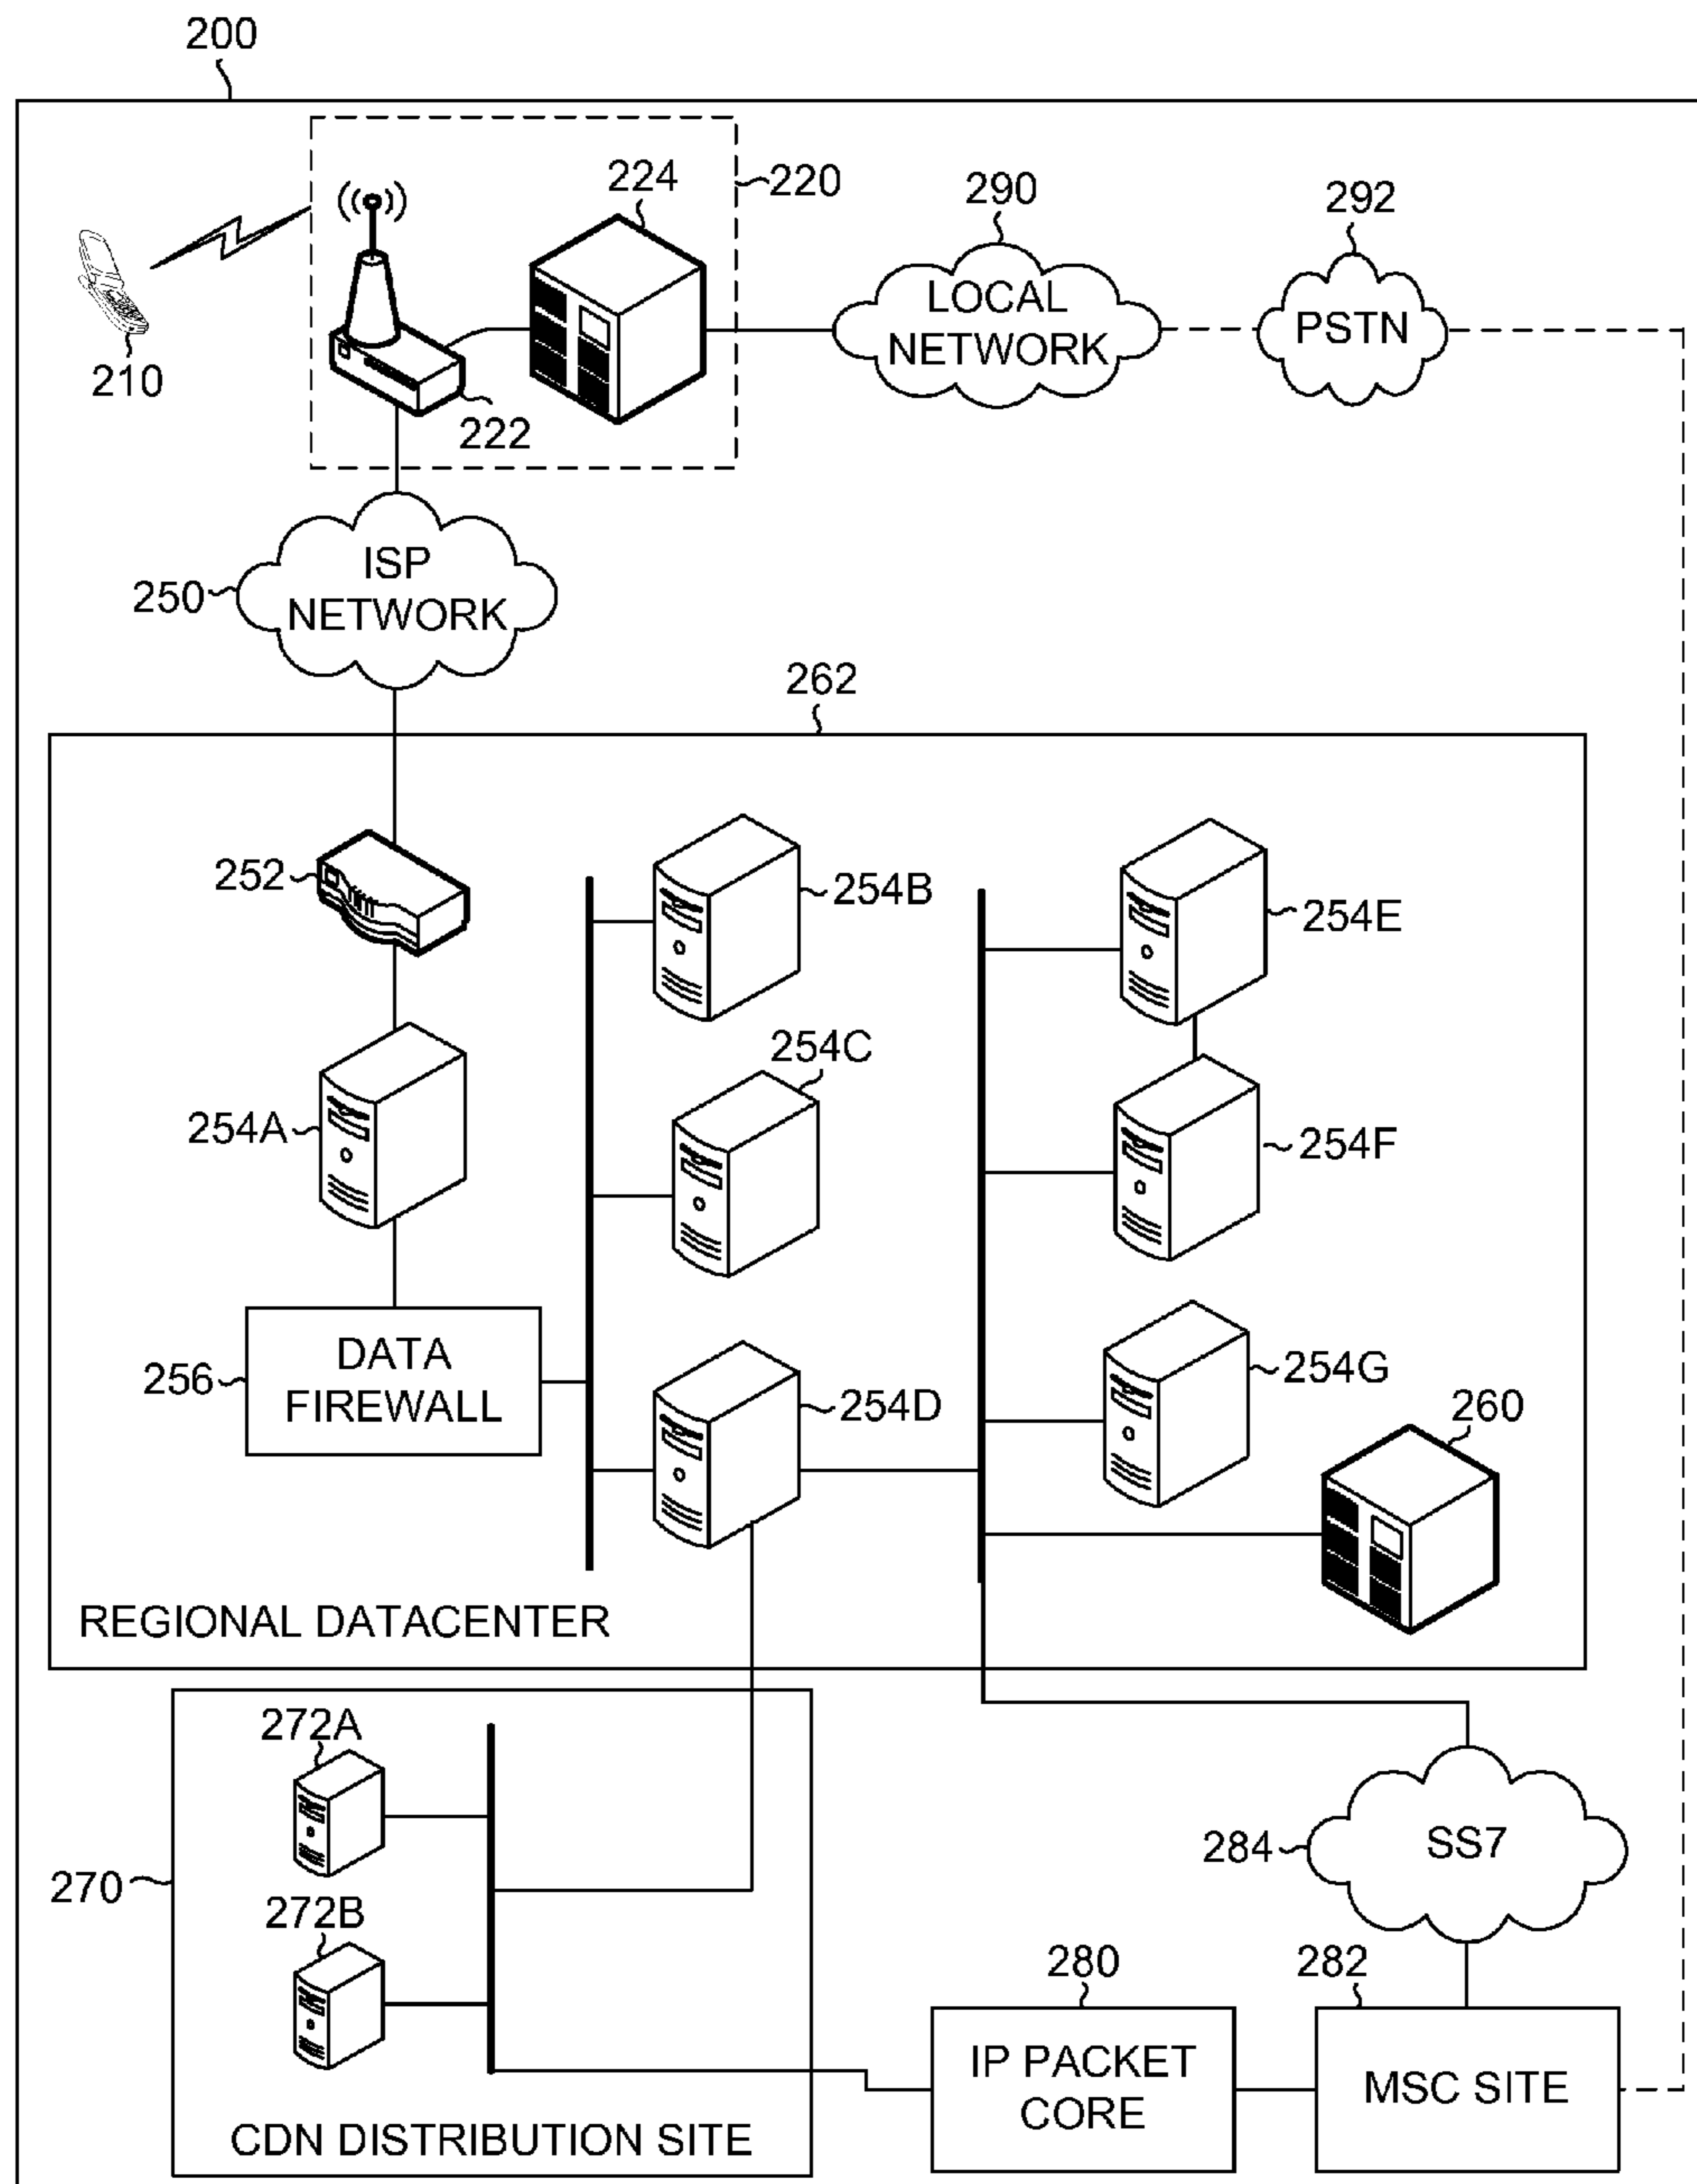 200
220
224
290
292
LOCAL
NETWORK
PSTN
210
222
ISP
NETWORK
250
262
252
254B
254E
254C
254A
254F
DATA
FIREWALL
256
254G
254D
260
REGIONAL DATACENTER
272A
SS7
284
270
272B
280
282
IP PACKET
CORE
MSC SITE
CDN DISTRIBUTION SITE